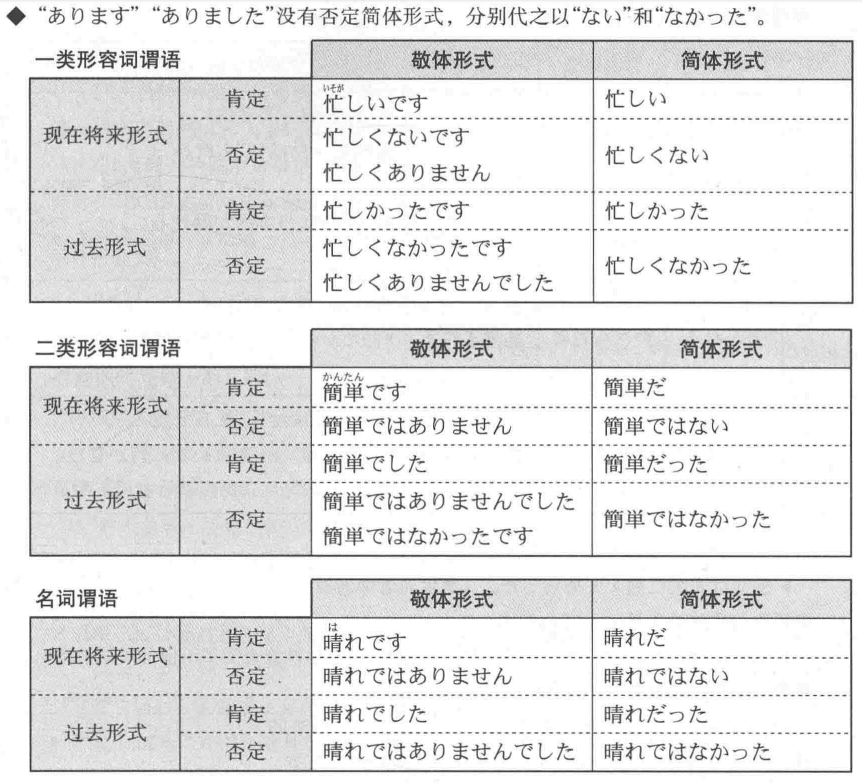 ◆ “あります” “ありました”没有否定简体形式，分别代之以“ない”和“なかった”。
一类形容词谓语 敬体形式 简体形式
现在将来形式 肯定 忙しいです 忙しい
いそが
否定 忙しくないです 忙しくありません 忙しくない
过去形式 肯定 忙しかったです 忙しかった
否定 忙しくなかったです 忙しくありませんでした 忙しくなかった
二类形容词谓语 敬体形式 简体形式
かんたん
现在将来形式 肯定 簡単です 簡単だ
否定 簡単ではありません 簡単ではない
过去形式 肯定 簡単でした 簡単だった
否定 簡単ではありませんでした 簡単ではなかったです 簡単ではなかった
名词谓语 敬体形式 简体形式
は
现在将来形式 肯定 晴れです 晴れだ
否定 晴れではありません 晴れではない
过去形式 肯定 晴れでした 晴れだった
否定 晴れではありませんでした 晴れではなかった